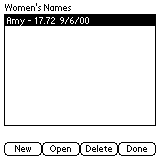 Women's Names
Amy - 17.72 9/6/00
New Open Delete Done